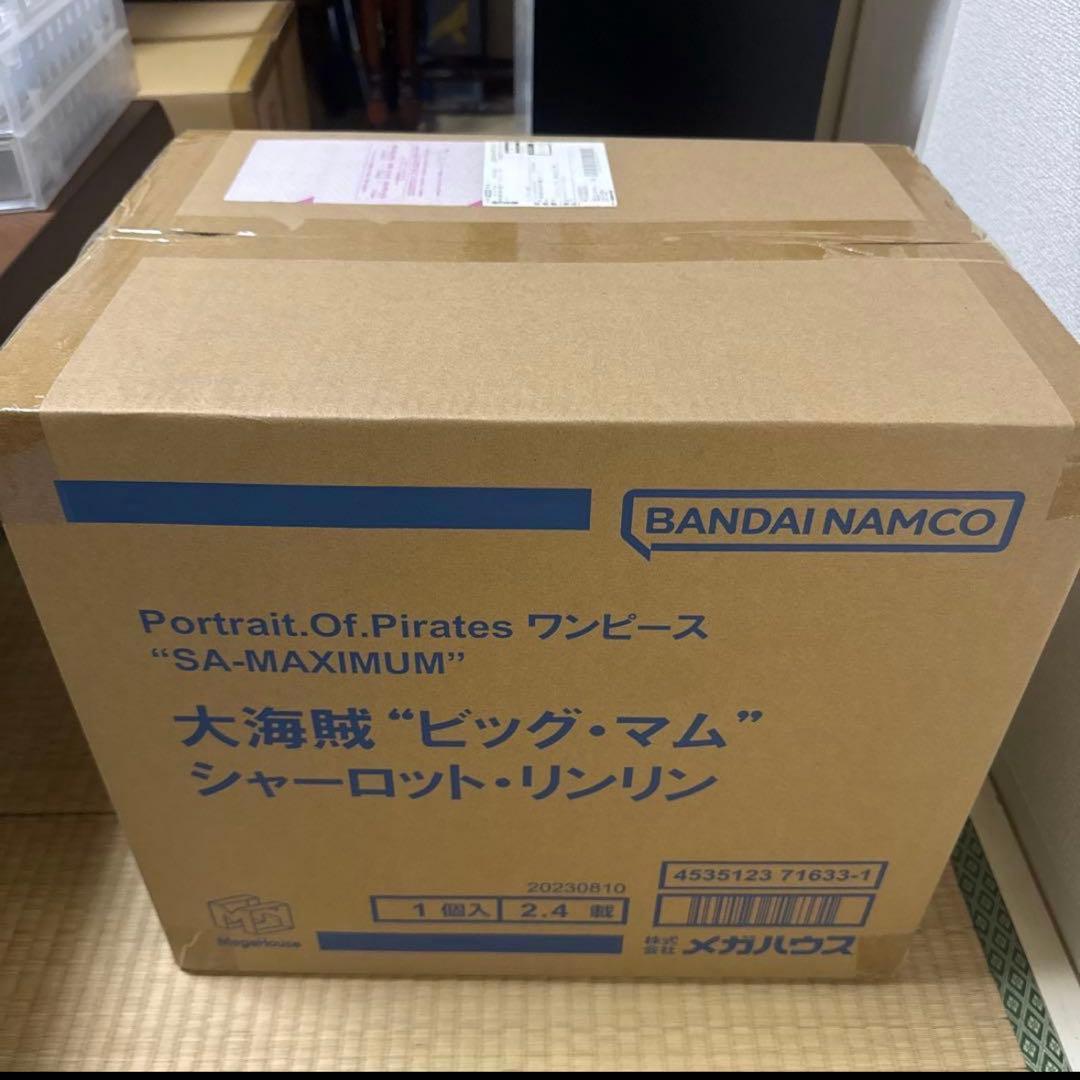 BANDAI NAMCO
Portrait.Of.Pirates ワンピース
“SA-MAXIMUM”
大海賊“ビッグ・マム”
シャーロット・リンリン
4535123 71633-1
20230810
1 個入 2.4 載
MegaHouse
株式会社 メガハウス